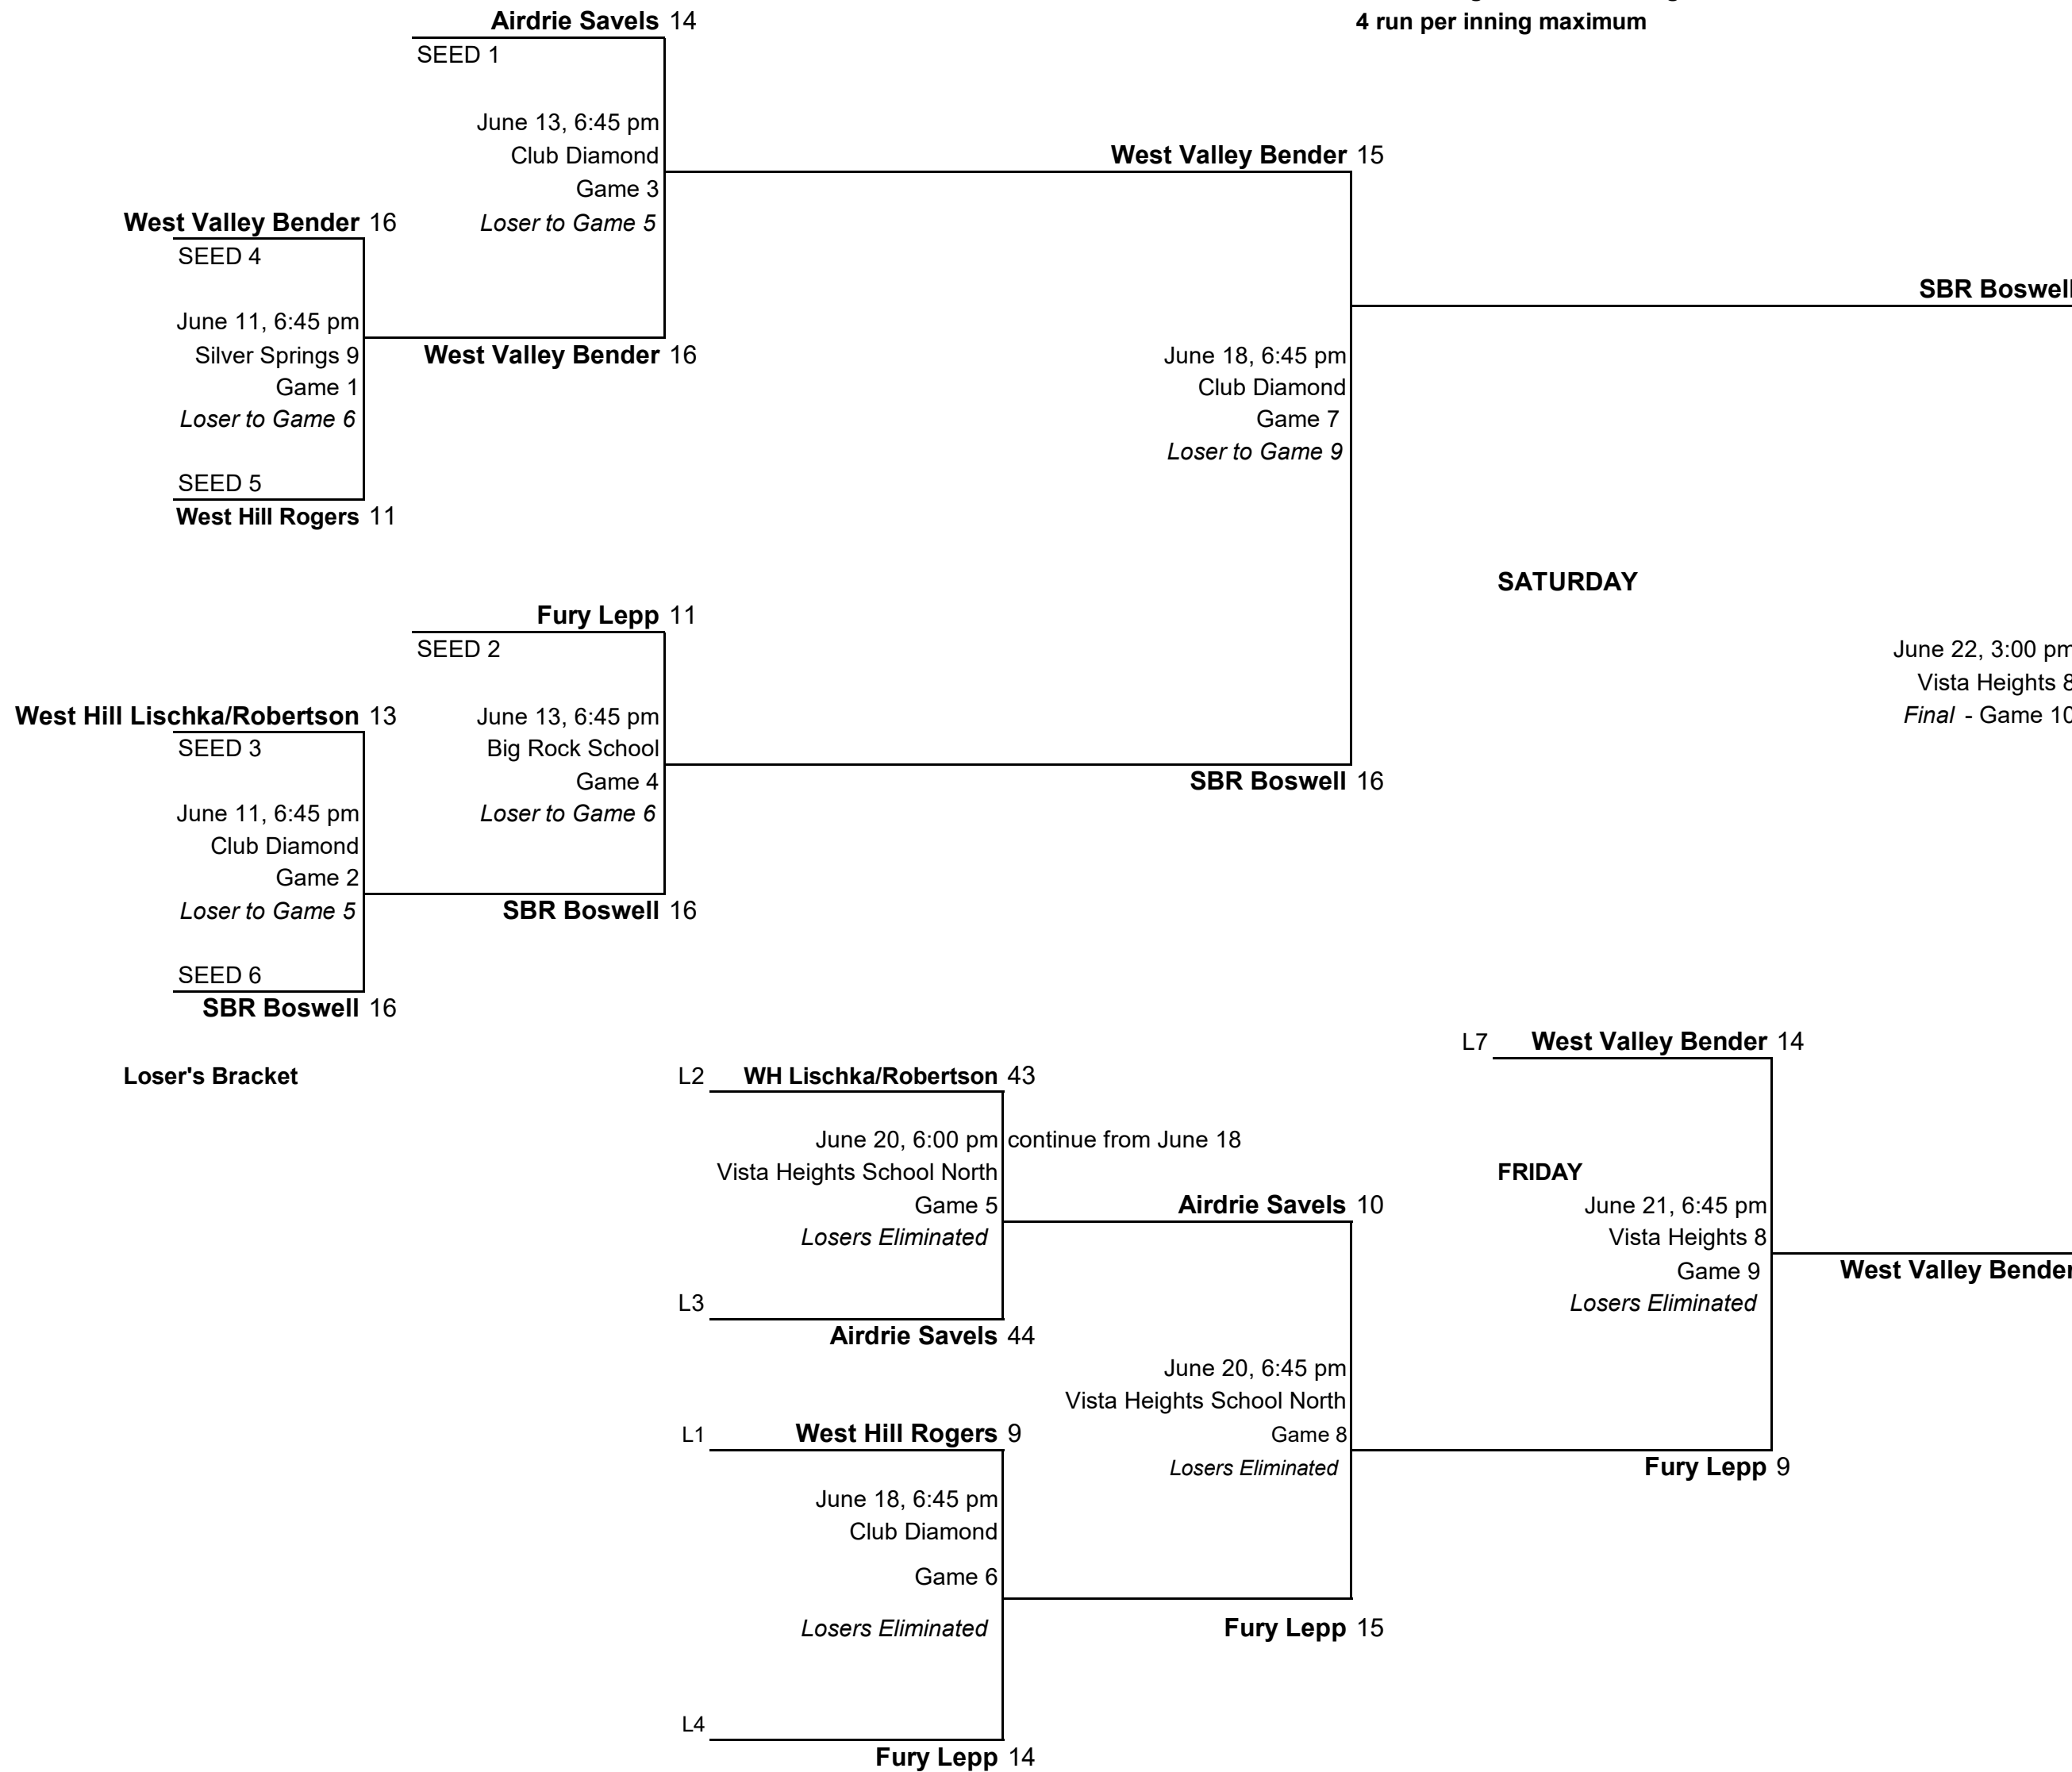 Airdrie Savels 14
4 run per inning maximum
SEED 1
June 13, 6:45 pm
Club Diamond
Game 3
Loser to Game 5
West Valley Bender 15
West Valley Bender 16
SEED 4
June 11, 6:45 pm
Silver Springs 9
Game 1
Loser to Game 6
SEED 5
West Hill Rogers 11
West Valley Bender 16
SBR Boswell
June 18, 6:45 pm
Club Diamond
Game 7
Loser to Game 9
SATURDAY
Fury Lepp 11
SEED 2
June 22, 3:00 pm
Vista Heights 8
Final - Game 10
West Hill Lischka/Robertson 13
SEED 3
June 13, 6:45 pm
Big Rock School
Game 4
Loser to Game 6
SBR Boswell 16
June 11, 6:45 pm
Club Diamond
Game 2
Loser to Game 5
SBR Boswell 16
SEED 6
SBR Boswell 16
Loser's Bracket
L7 West Valley Bender 14
L2 WH Lischka/Robertson 43
June 20, 6:00 pm continue from June 18
Vista Heights School North
Game 5
Losers Eliminated
L3
Airdrie Savels 44
Airdrie Savels 10
FRIDAY
June 21, 6:45 pm
Vista Heights 8
Game 9
Losers Eliminated
West Valley Bender
June 20, 6:45 pm
Vista Heights School North
Game 8
Losers Eliminated
L1 West Hill Rogers 9
Fury Lepp 9
June 18, 6:45 pm
Club Diamond
Game 6
Losers Eliminated
Fury Lepp 15
L4
Fury Lepp 14